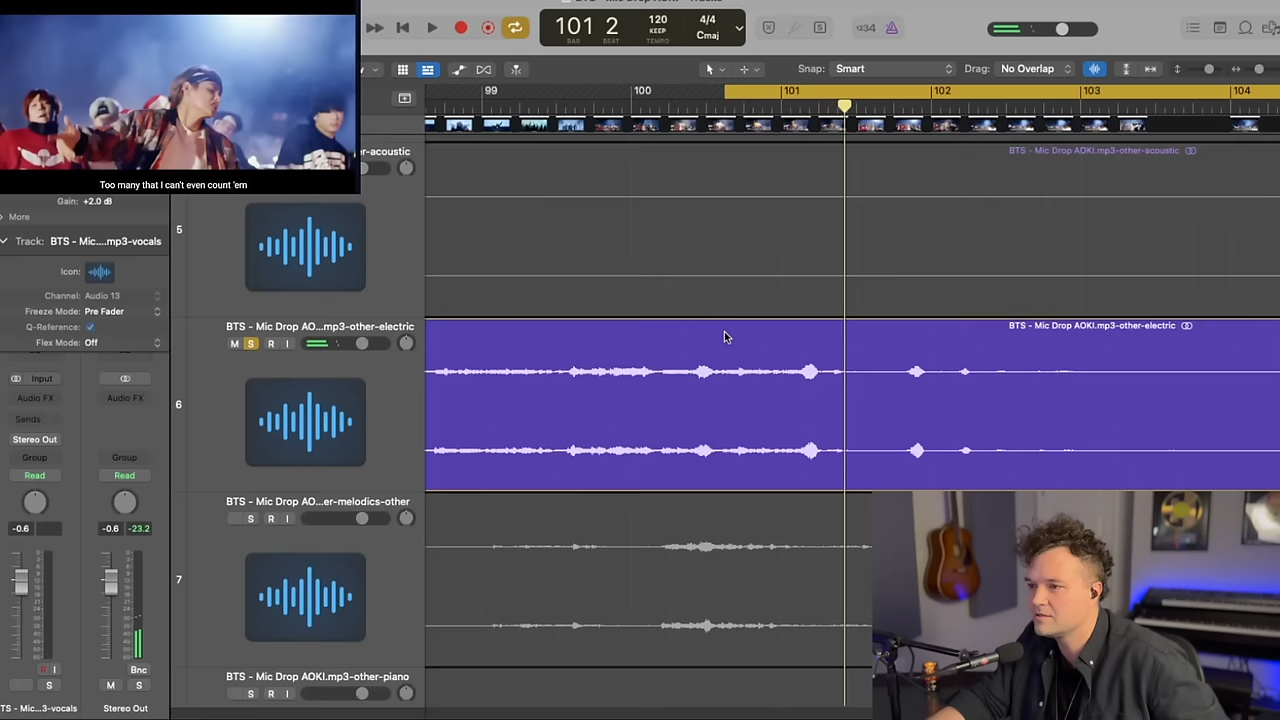 101 2
BAR BEAT
120
KEEP
TEMPO
4/4
Cmaj
1234
Snap: Smart
Drag: No Overlap
99 100 101 102 103 104
Too many that I can't even count 'em
er-acoustic
BTS - Mic Drop AOKI.mp3-other-acoustic
Gain: +2.0 dB
More
Track: BTS - Mic....mp3-vocals
Icon:
Channel: Audio 13
Freeze Mode: Pre Fader
Q-Reference:
Flex Mode: Off
5
BTS - Mic Drop AO...mp3-other-electric
M S R I
BTS - Mic Drop AOKI.mp3-other-electric
6
Input
Audio FX Audio FX
Sends
Stereo Out
Group Group
Read Read
-0.6 -0.6 -23.2
BTS - Mic Drop AO...er-melodics-other
S R I
7
BTS - Mic Drop AOKI.mp3-other-piano
S R I
R I Bnc
S M S
TS - Mic...3-vocals Stereo Out